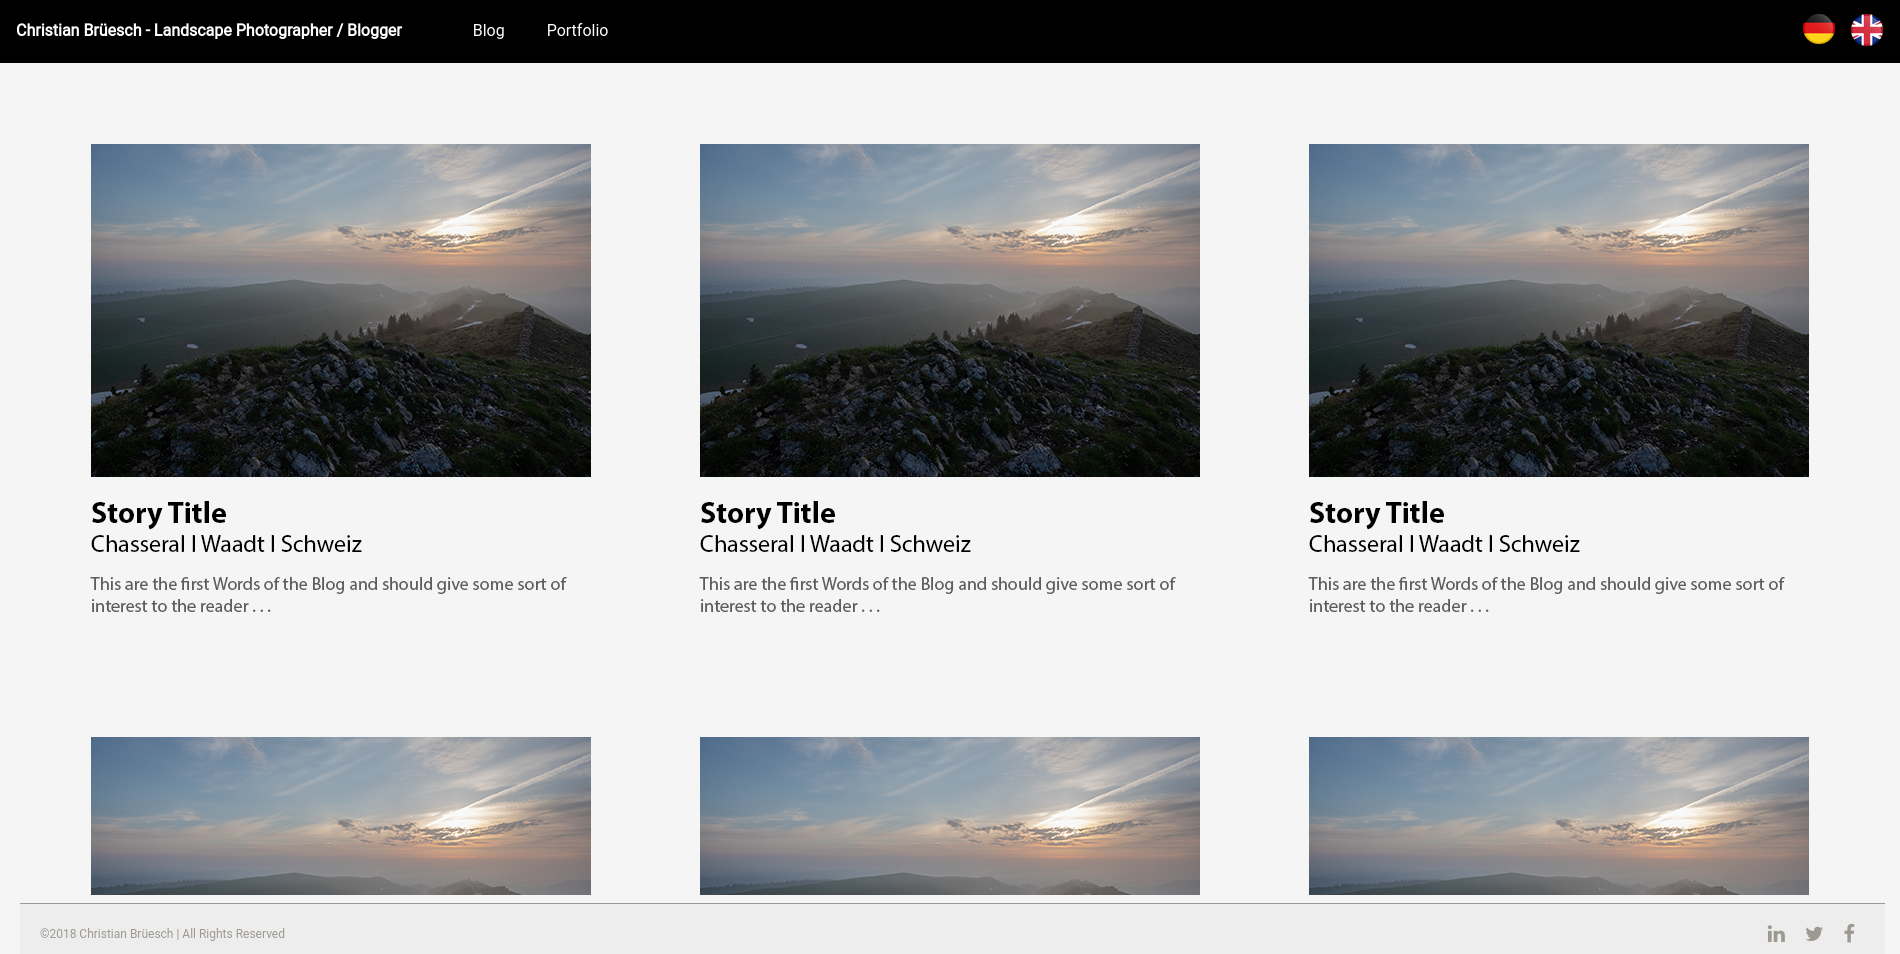 Christian Brüesch - Landscape Photographer / Blogger
Blog
Portfolio
Story Title
Chasseral I Waadt I Schweiz
This are the first Words of the Blog and should give some sort of
interest to the reader . . .
Story Title
Chasseral I Waadt I Schweiz
This are the first Words of the Blog and should give some sort of
interest to the reader . . .
Story Title
Chasseral I Waadt I Schweiz
This are the first Words of the Blog and should give some sort of
interest to the reader . . .
©2018 Christian Brüesch | All Rights Reserved